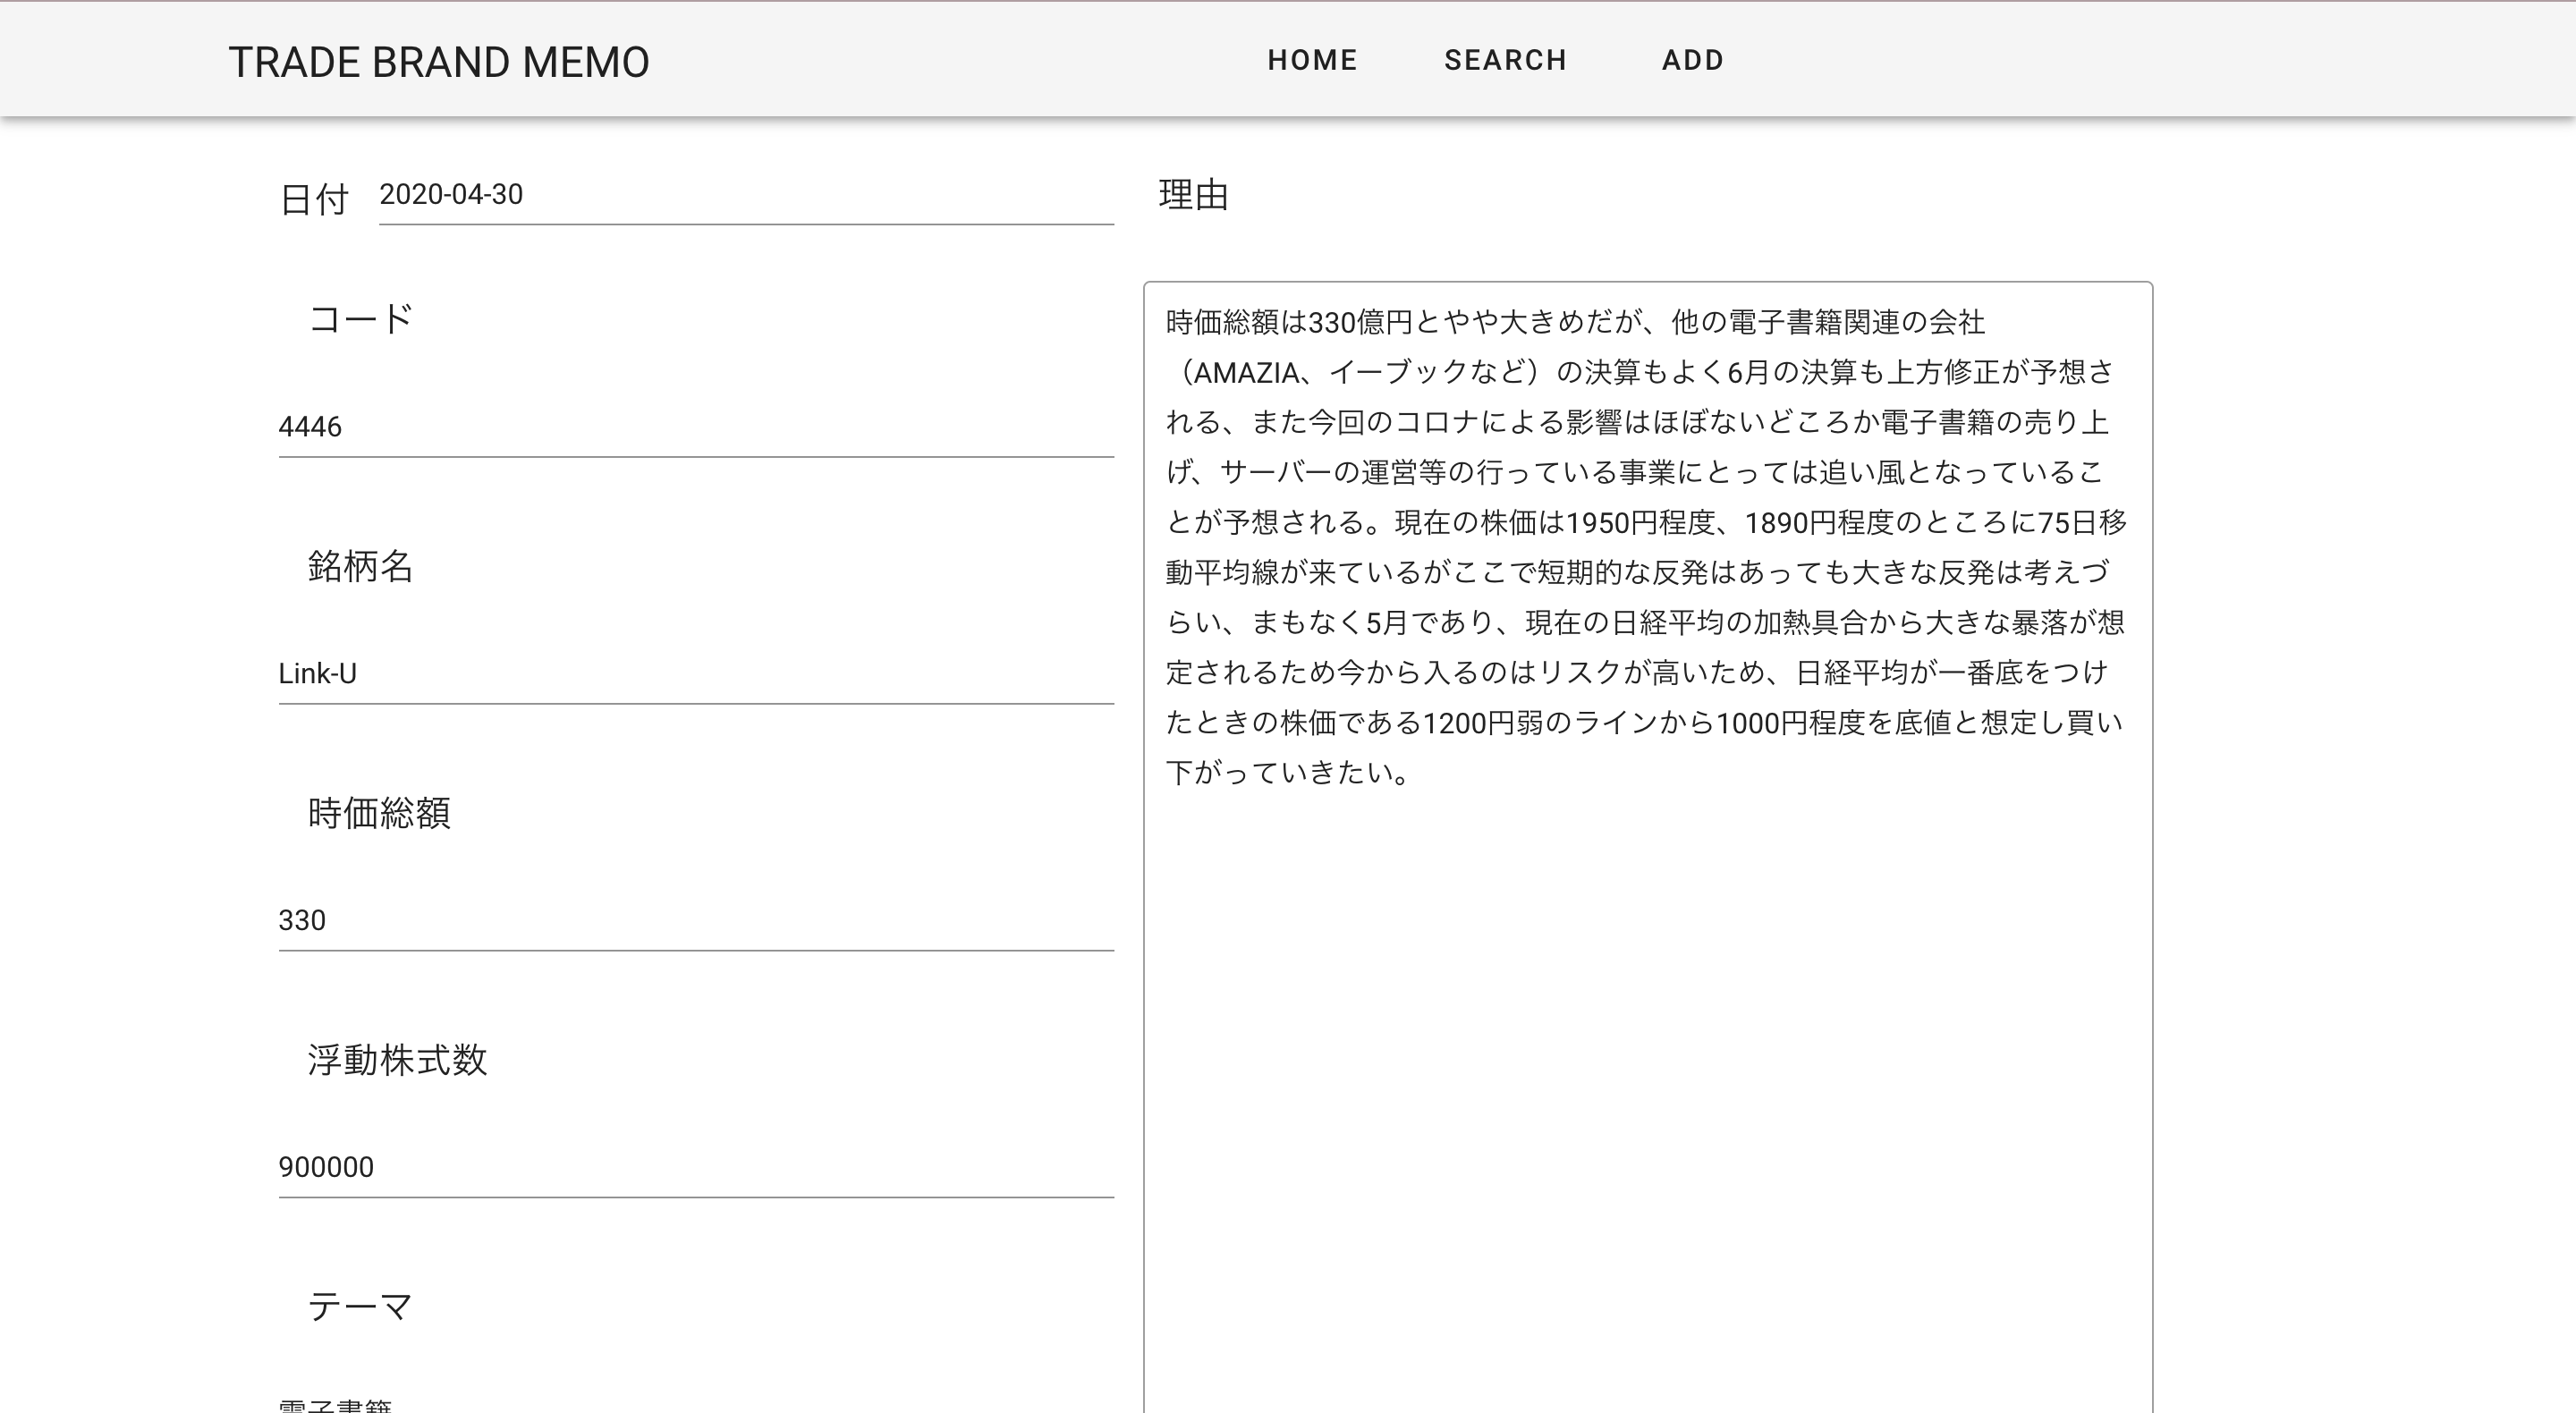 TRADE BRAND MEMO
HOME
SEARCH
ADD
日付
2020-04-30
コード
4446
銘柄名
Link-U
時価総額
330
浮動株式数
900000
テーマ
電子書籍
理由
時価総額は330億円とやや大きめだが、他の電子書籍関連の会社
（AMAZIA、イーブックなど）の決算もよく6月の決算も上方修正が予想さ
れる、また今回のコロナによる影響はほぼないどころか電子書籍の売り上
げ、サーバーの運営等の行っている事業にとっては追い風となっているこ
とが予想される。現在の株価は1950円程度、1890円程度のところに75日移
動平均線が来ているがここで短期的な反発はあっても大きな反発は考えづ
らい、まもなく5月であり、現在の日経平均の加熱具合から大きな暴落が想
定されるため今から入るのはリスクが高いため、日経平均が一番底をつけ
たときの株価である1200円弱のラインから1000円程度を底値と想定し買い
下がっていきたい。